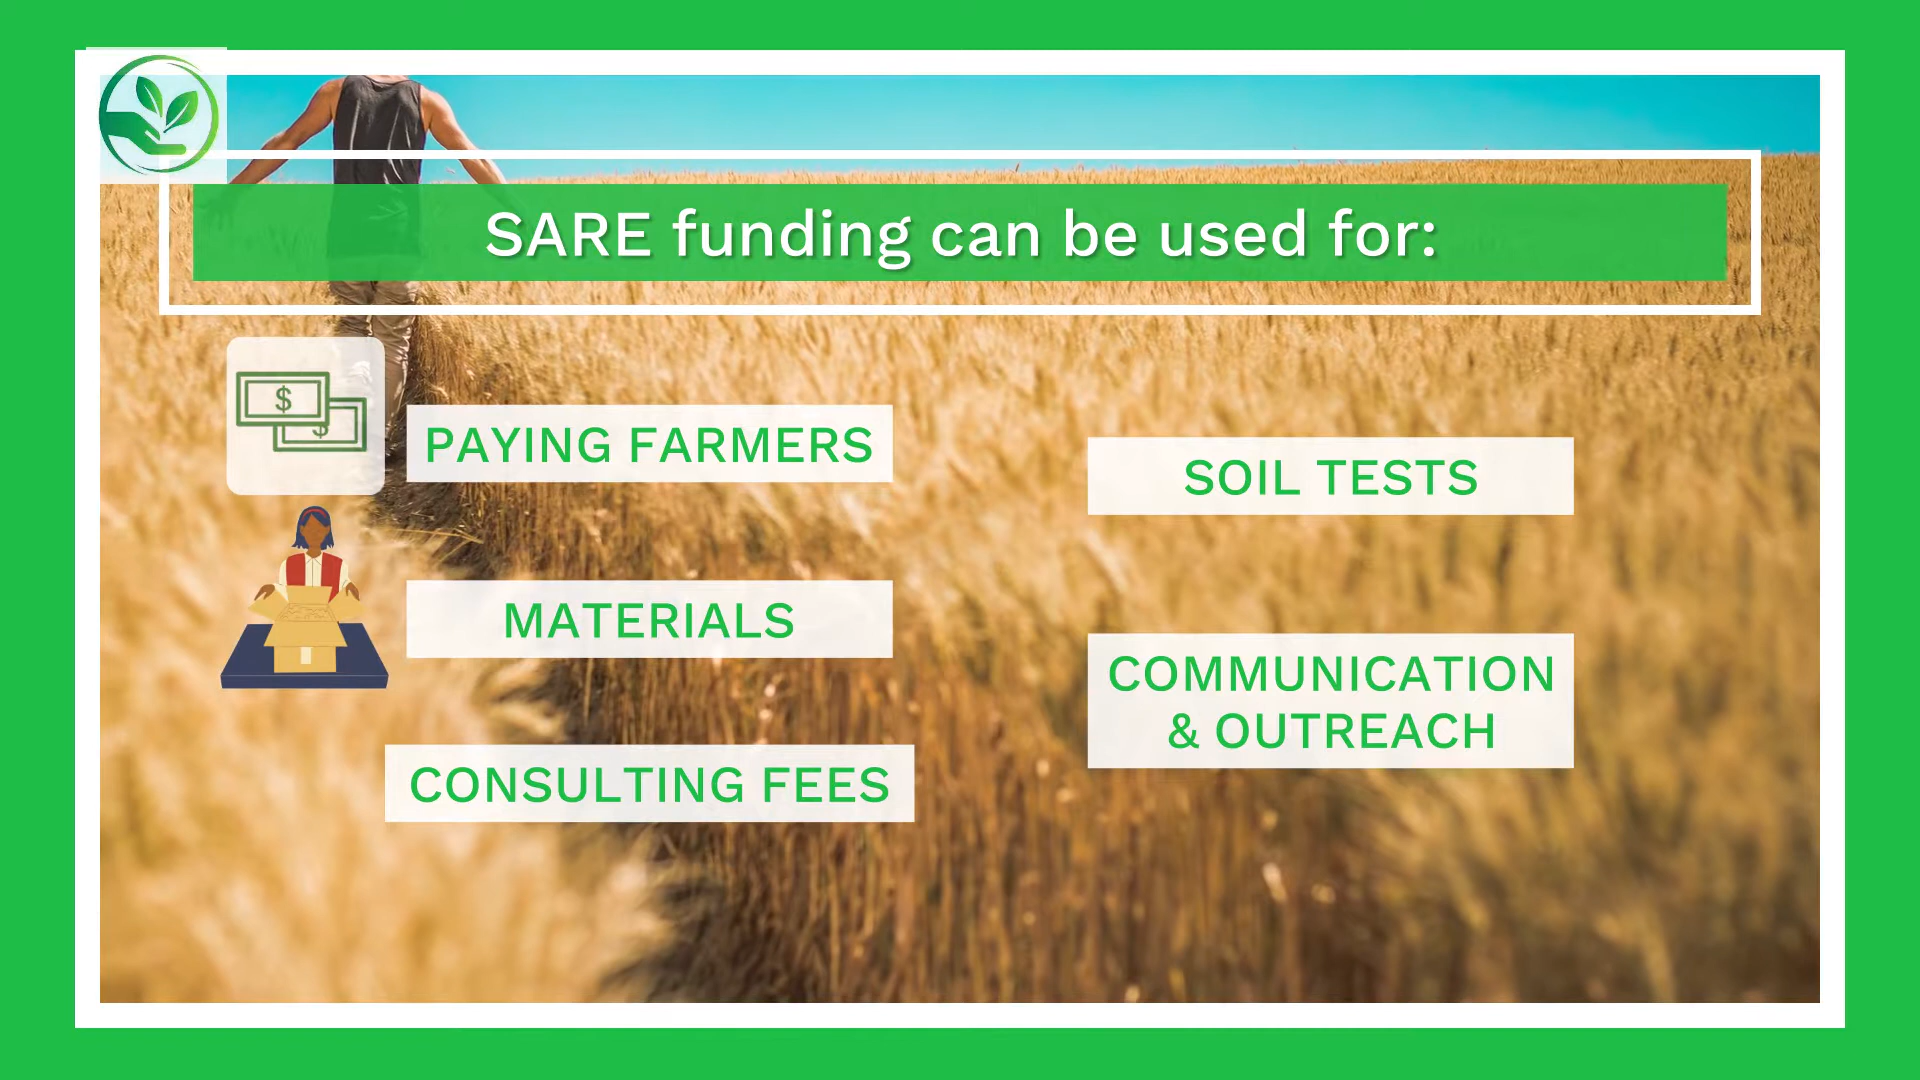 SARE funding can be used for:
$
$
PAYING FARMERS
MATERIALS
CONSULTING FEES
SOIL TESTS
COMMUNICATION
& OUTREACH